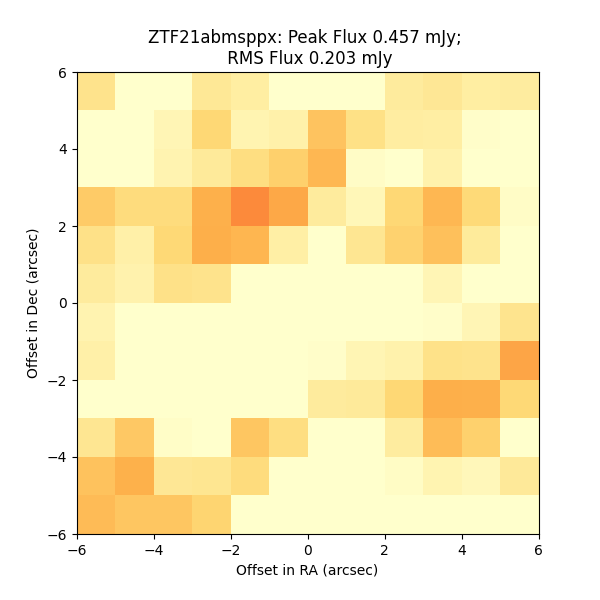 ZTF21abmsppx: Peak Flux 0.457 mJy;
RMS Flux 0.203 mJy
6
4
2
0
−2
−4
−6
Offset in Dec (arcsec)
−6 −4 −2 0 2 4 6
Offset in RA (arcsec)